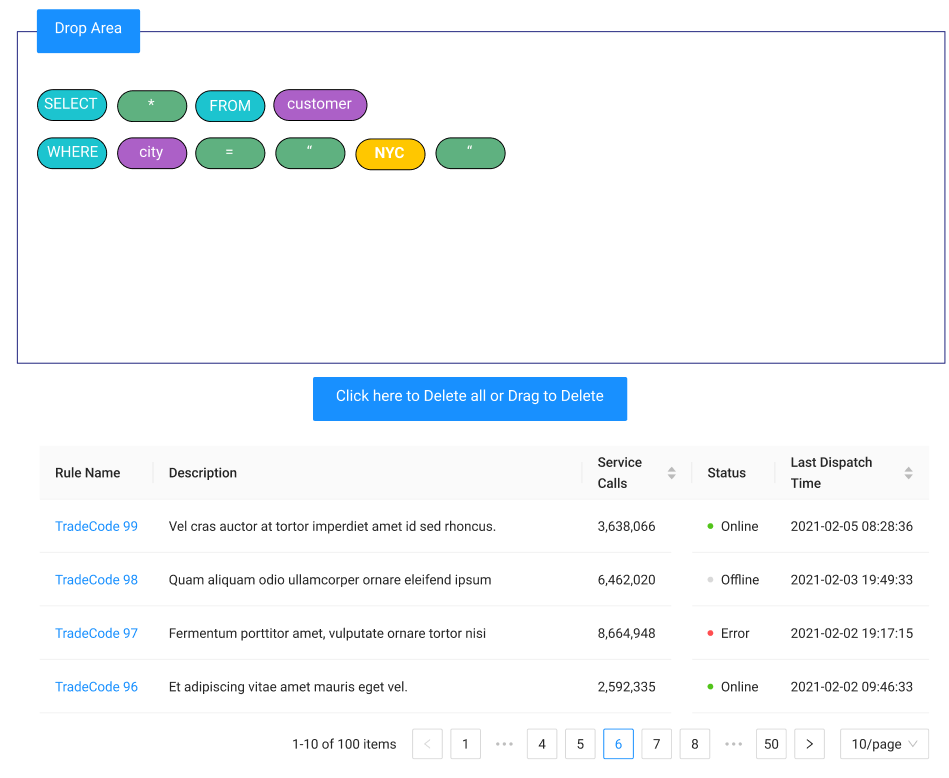 Drop Area
SELECT * FROM customer
WHERE city = “ NYC “
Click here to Delete all or Drag to Delete
Rule Name Description Service Calls Status Last Dispatch Time
TradeCode 99 Vel cras auctor at tortor imperdiet amet id sed rhoncus. 3,638,066 Online 2021-02-05 08:28:36
TradeCode 98 Quam aliquam odio ullamcorper ornare eleifend ipsum 6,462,020 Offline 2021-02-03 19:49:33
TradeCode 97 Fermentum porttitor amet, vulputate ornare tortor nisi 8,664,948 Error 2021-02-02 19:17:15
TradeCode 96 Et adipiscing vitae amet mauris eget vel. 2,592,335 Online 2021-02-02 09:46:33
1-10 of 100 items < 1 ••• 4 5 6 7 8 ••• 50 > 10/page